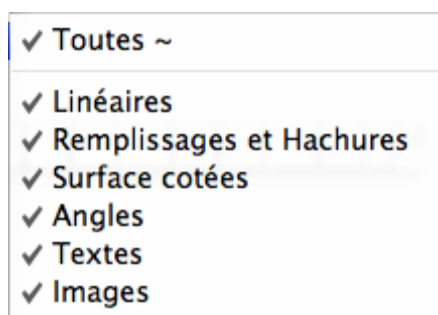 ✓ Toutes ~
✓ Linéaires
✓ Remplissages et Hachures
✓ Surface cotées
✓ Angles
✓ Textes
✓ Images